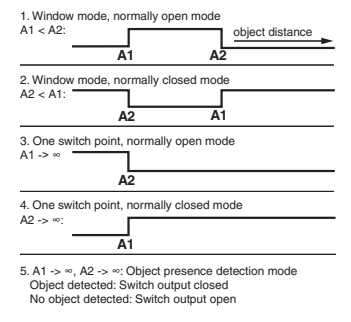 1. Window mode, normally open mode
A1 < A2:
object distance
A1 A2
2. Window mode, normally closed mode
A2 < A1:
A2 A1
3. One switch point, normally open mode
A1 -> ∞
A2
4. One switch point, normally closed mode
A2 -> ∞:
A1
5. A1 -> ∞, A2 -> ∞: Object presence detection mode
Object detected: Switch output closed
No object detected: Switch output open